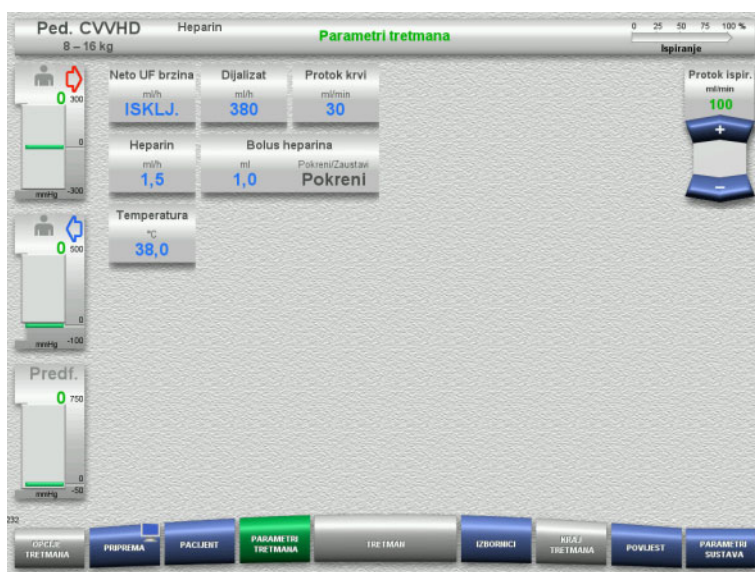 Ped. CVVHD Heparin
8 – 16 kg
Parametri tretmana
0 25 50 75 100 %
Ispiranje
0 300
0
mmHg -300
Neto UF brzina
ml/h
ISKLJ.
Dijalizat
ml/h
380
Protok krvi
ml/min
30
Protok ispir.
ml/min
100
+
–
Heparin
ml/h
1,5
Bolus heparina
ml Pokreni/Zaustavi
1,0 Pokreni
0 500
0
mmHg -100
Temperatura
°C
38,0
Predf.
0 750
0
mmHg -50
232
OPCIJE
TRETMANA
PRIPREMA
PACIJENT
PARAMETRI
TRETMANA
TRETMAN
IZBORNICI
KRAJ
TRETMANA
POVIJEST
PARAMETRI
SUSTAVA